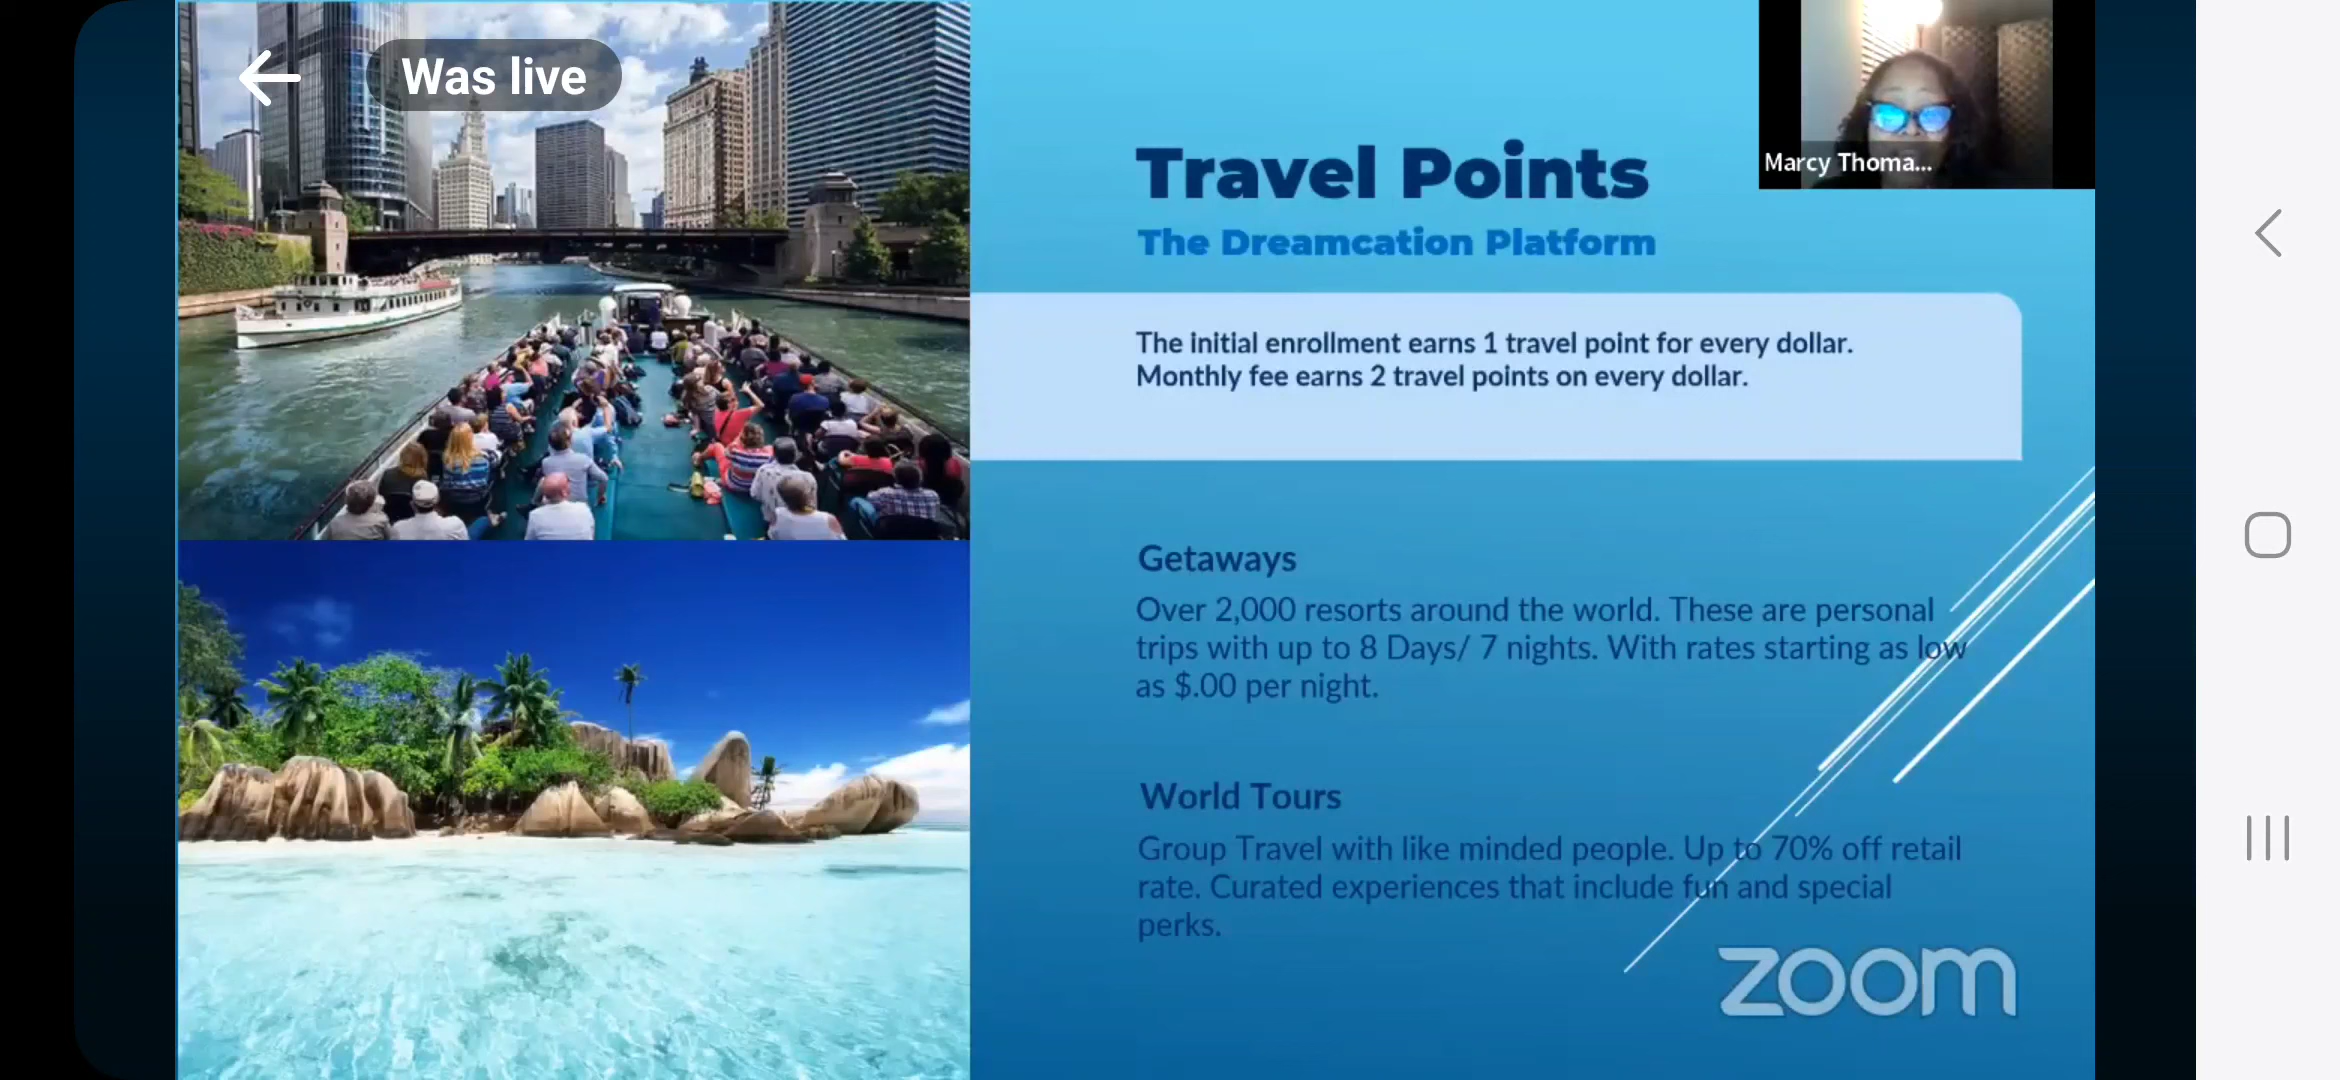 Was live
Marcy Thoma...
Travel Points
The Dreamcation Platform
The initial enrollment earns 1 travel point for every dollar.
Monthly fee earns 2 travel points on every dollar.
Getaways
Over 2,000 resorts around the world. These are personal
trips with up to 8 Days/ 7 nights. With rates starting as low
as $.00 per night.
World Tours
Group Travel with like minded people. Up to 70% off retail
rate. Curated experiences that include fun and special
perks.
zoom